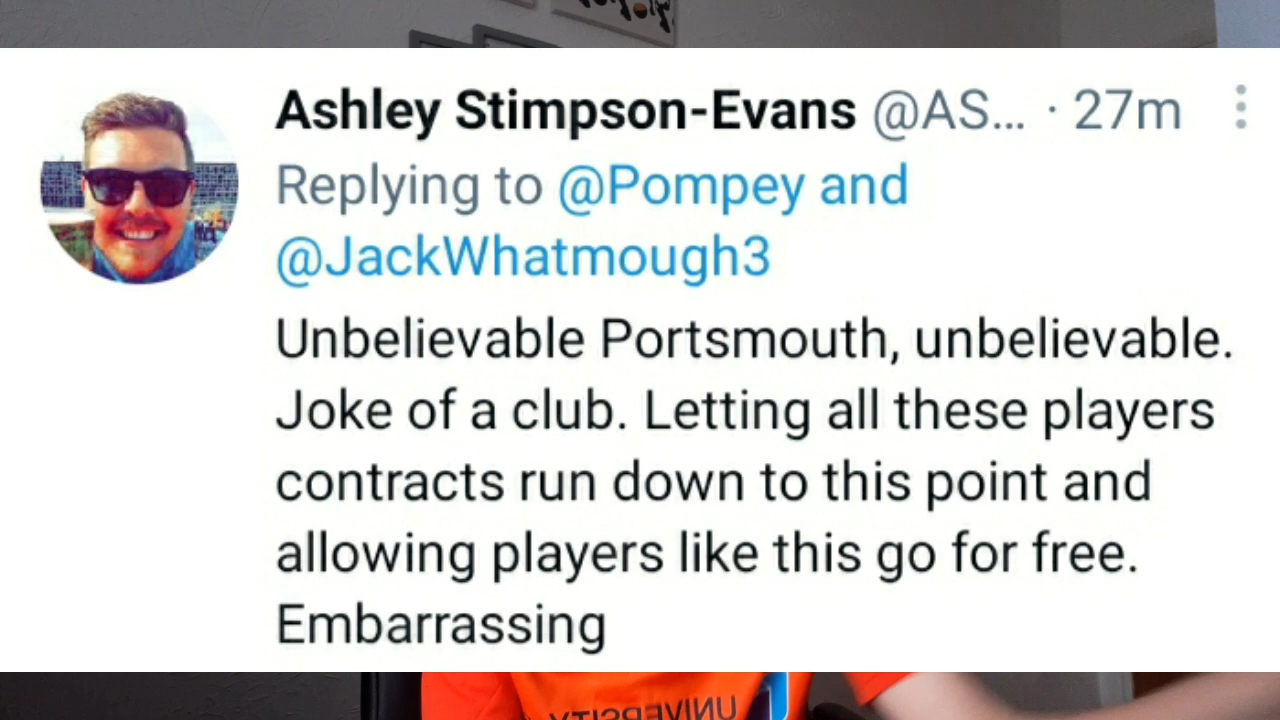 Ashley Stimpson-Evans @AS... · 27m
Replying to @Pompey and
@JackWhatmough3
Unbelievable Portsmouth, unbelievable.
Joke of a club. Letting all these players
contracts run down to this point and
allowing players like this go for free.
Embarrassing
UNIVERSITY